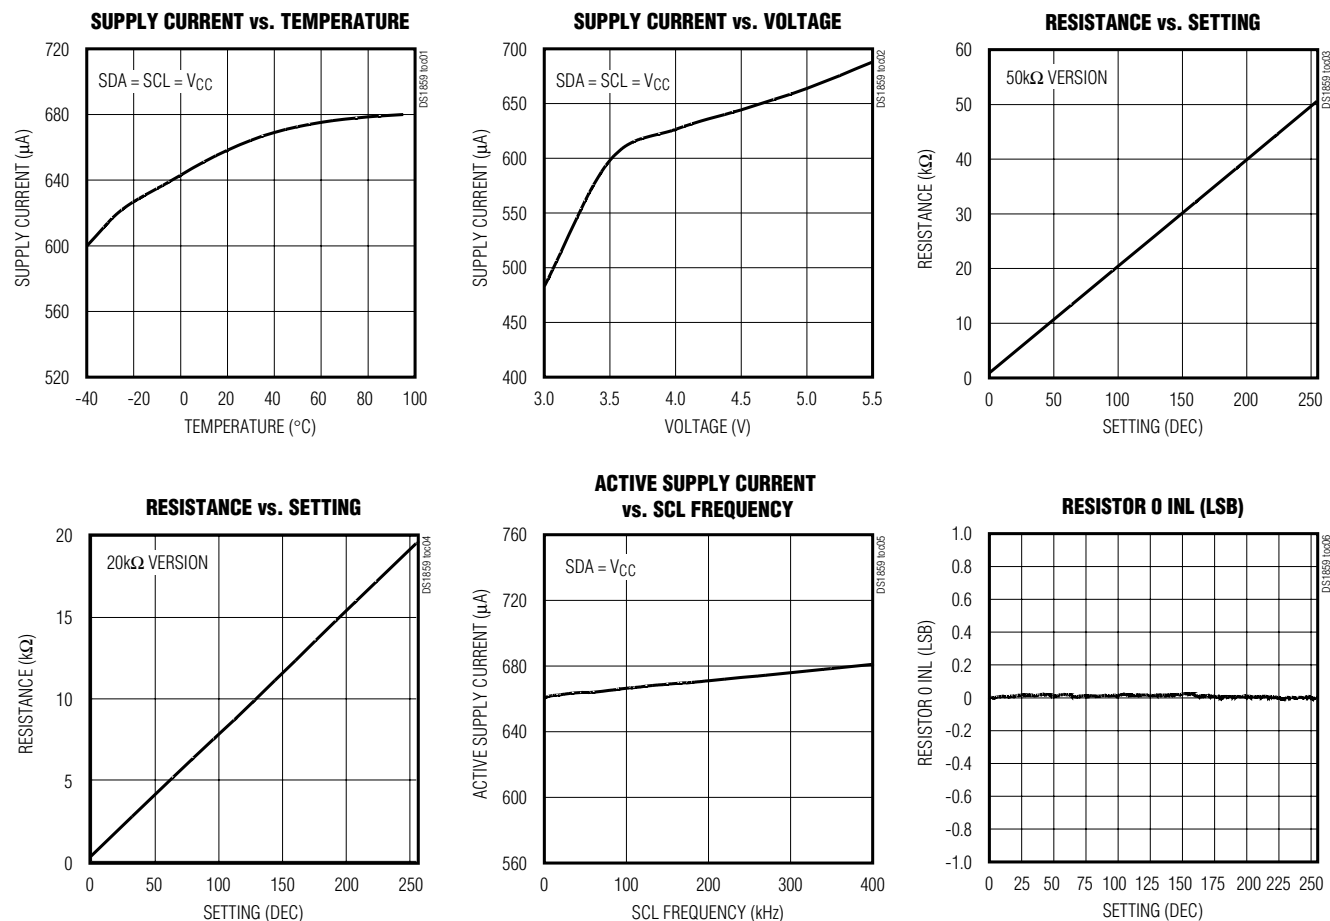 SUPPLY CURRENT vs. TEMPERATURE
720
680
640
600
560
520
SUPPLY CURRENT (µA)
SDA = SCL = VCC
DS1859 toc01
-40 -20 0 20 40 60 80 100
TEMPERATURE (°C)
SUPPLY CURRENT vs. VOLTAGE
700
650
600
550
500
450
400
SUPPLY CURRENT (µA)
SDA = SCL = VCC
DS1859 toc02
3.0 3.5 4.0 4.5 5.0 5.5
VOLTAGE (V)
RESISTANCE vs. SETTING
60
50
40
30
20
10
0
RESISTANCE (kΩ)
50kΩ VERSION
DS1859 toc03
0 50 100 150 200 250
SETTING (DEC)
RESISTANCE vs. SETTING
20
15
10
5
0
RESISTANCE (kΩ)
20kΩ VERSION
DS1859 toc04
0 50 100 150 200 250
SETTING (DEC)
ACTIVE SUPPLY CURRENT
vs. SCL FREQUENCY
760
720
680
640
600
560
ACTIVE SUPPLY CURRENT (µA)
SDA = VCC
DS1859 toc05
0 100 200 300 400
SCL FREQUENCY (kHz)
RESISTOR 0 INL (LSB)
1.0
0.8
0.6
0.4
0.2
0
-0.2
-0.4
-0.6
-0.8
-1.0
RESISTOR 0 INL (LSB)
DS1859 toc06
0 25 50 75 100 125 150 175 200 225 250
SETTING (DEC)